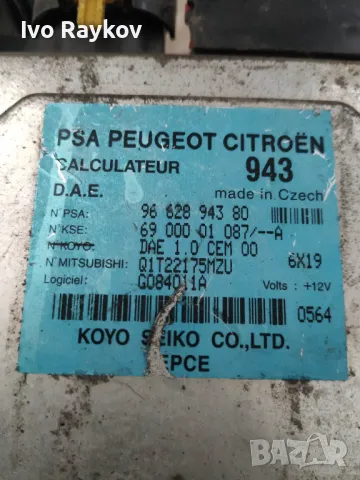 Ivo Raykov
PSA PEUGEOT CITROËN
CALCULATEUR 943
D.A.E. made in Czech
N°PSA: 96 628 943 80
N°KSE: 69 000 01 087/--A
N°KOYO: DAE 1.0 CEM 00 6X19
N°MITSUBISHI: Q1T22175MZU
Logiciel: G084011A Volts : +12V
0564
KOYO SEIKO CO.,LTD.
EPCE
bazar
bg